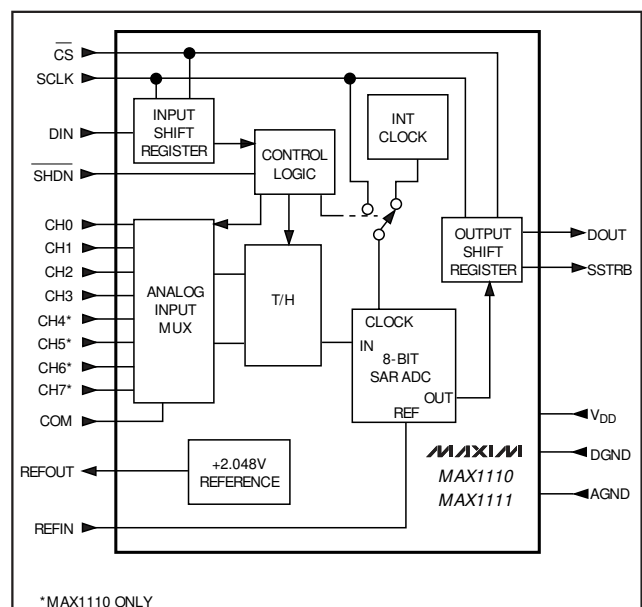 CS
SCLK
DIN
SHDN
CH0
CH1
CH2
CH3
CH4*
CH5*
CH6*
CH7*
COM
REFOUT
REFIN
INPUT
SHIFT
REGISTER
CONTROL
LOGIC
INT
CLOCK
ANALOG
INPUT
MUX
T/H
CLOCK
IN
8-BIT
SAR ADC
OUT
REF
OUTPUT
SHIFT
REGISTER
+2.048V
REFERENCE
MAXIM
MAX1110
MAX1111
DOUT
SSTRB
VDD
DGND
AGND
*MAX1110 ONLY